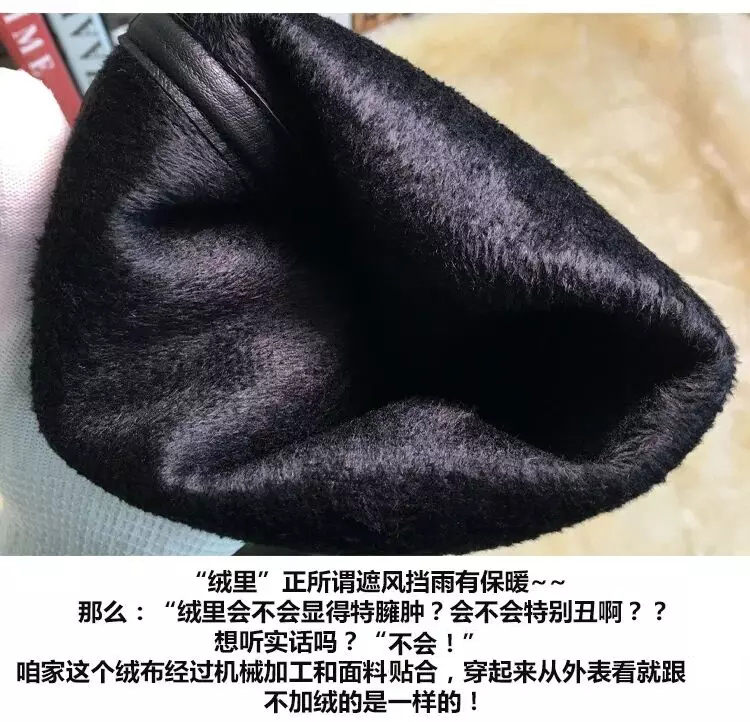 IME
“绒里”正所谓遮风挡雨有保暖~~
那么：“绒里会不会显得特臃肿？会不会特别丑啊？？
想听实话吗？“不会！”
咱家这个绒布经过机械加工和面料贴合，穿起来从外表看就跟
不加绒的是一样的！